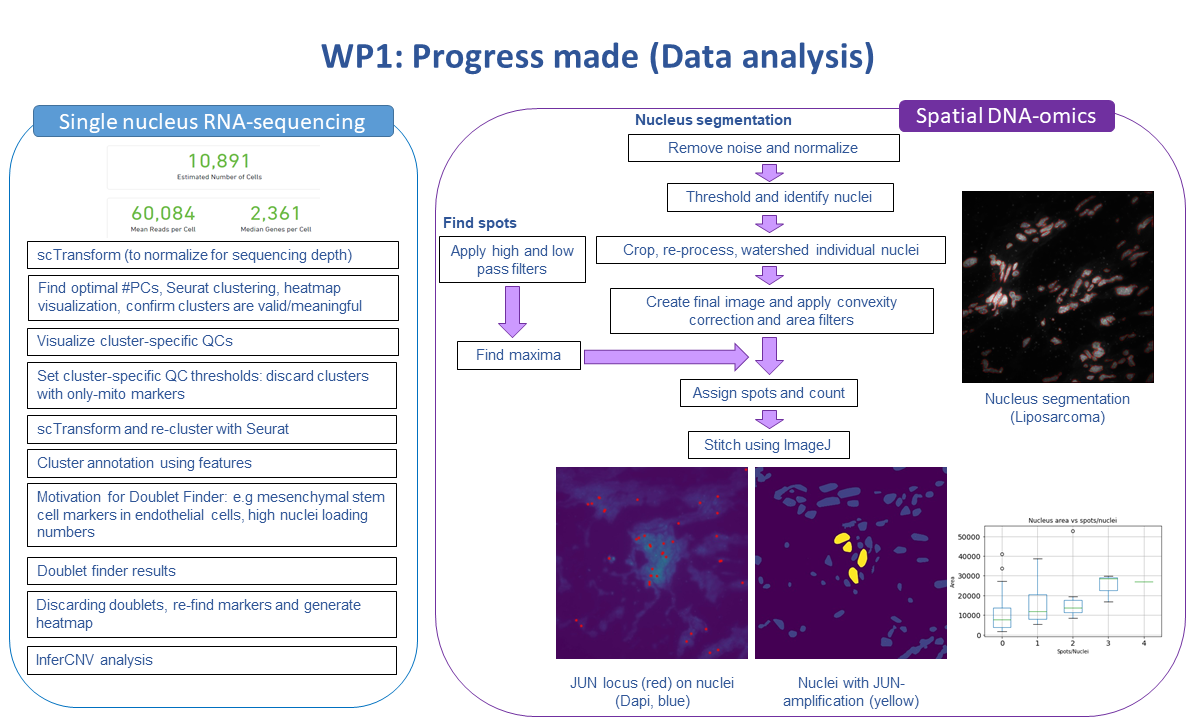 WP1: Progress made (Data analysis)
Single nucleus RNA-sequencing
10,891
Estimated Number of Cells
60,084
Mean Reads per Cell
2,361
Median Genes per Cell
scTransform (to normalize for sequencing depth)
Find optimal #PCs, Seurat clustering, heatmap
visualization, confirm clusters are valid/meaningful
Visualize cluster-specific QCs
Set cluster-specific QC thresholds: discard clusters
with only-mito markers
scTransform and re-cluster with Seurat
Cluster annotation using features
Motivation for Doublet Finder: e.g mesenchymal stem
cell markers in endothelial cells, high nuclei loading
numbers
Doublet finder results
Discarding doublets, re-find markers and generate
heatmap
InferCNV analysis
Spatial DNA-omics
Nucleus segmentation
Remove noise and normalize
Threshold and identify nuclei
Crop, re-process, watershed individual nuclei
Create final image and apply convexity
correction and area filters
Find spots
Apply high and low
pass filters
Find maxima
Assign spots and count
Stitch using ImageJ
JUN locus (red) on nuclei
(Dapi, blue)
Nuclei with JUN-
amplification (yellow)
Nucleus segmentation
(Liposarcoma)
Nucleus area vs spots/nuclei
50000
40000
30000
20000
10000
0
Area
0
1
2
3
4
Spots/Nuclei